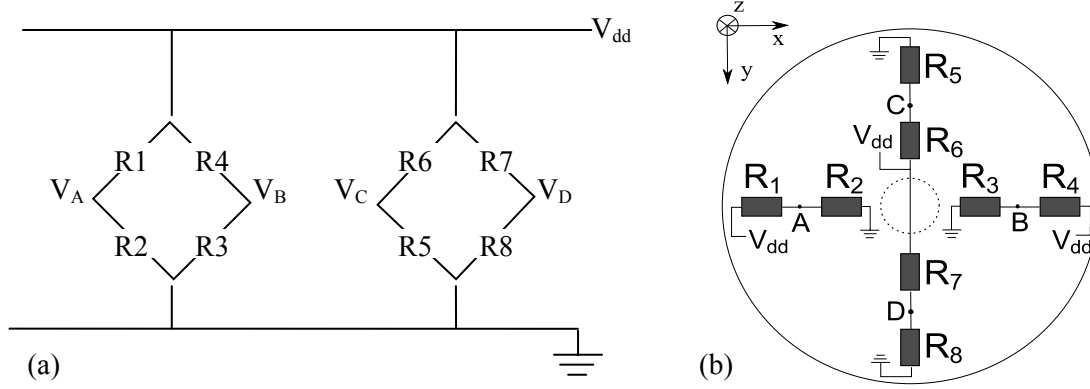 V_dd
R1 R4
V_A V_B
R2 R3
R6 R7
V_C V_D
R5 R8
(a)
z
x
y
R_5
C
V_dd R_6
R_1 R_2 R_3 R_4
A B
V_dd V_dd
R_7
D
R_8
(b)